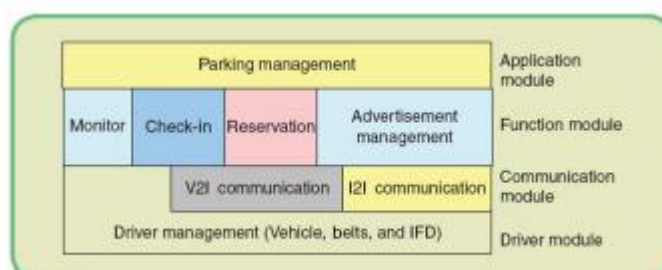 Parking management
Application
module
Monitor
Check-in
Reservation
Advertisement
management
Function module
V2I communication
I2I communication
Communication
module
Driver management (Vehicle, belts, and IFD)
Driver module